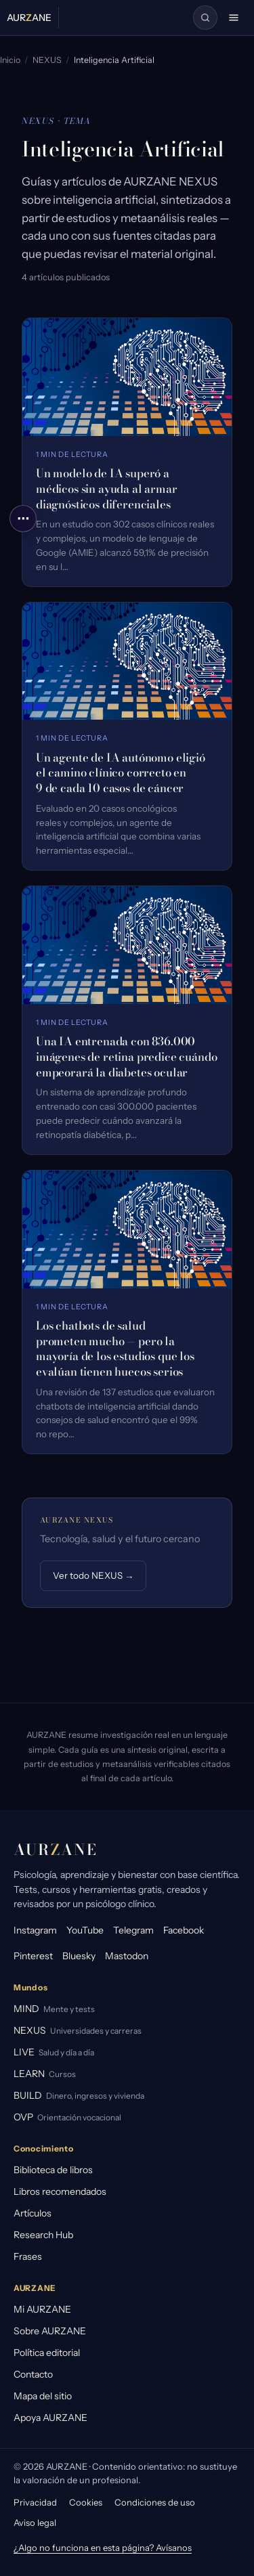 AURZANE
Inicio / NEXUS / Inteligencia Artificial
NEXUS · TEMA
Inteligencia Artificial
Guías y artículos de AURZANE NEXUS
sobre inteligencia artificial, sintetizados a
partir de estudios y metaanálisis reales —
cada uno con sus fuentes citadas para
que puedas revisar el material original.
4 artículos publicados
1 MIN DE LECTURA
Un modelo de IA superó a
médicos sin ayuda al armar
diagnósticos diferenciales
En un estudio con 302 casos clínicos reales
y complejos, un modelo de lenguaje de
Google (AMIE) alcanzó 59,1% de precisión
en su l...
1 MIN DE LECTURA
Un agente de IA autónomo eligió
el camino clínico correcto en
9 de cada 10 casos de cáncer
Evaluado en 20 casos oncológicos
reales y complejos, un agente de
inteligencia artificial que combina varias
herramientas especial...
1 MIN DE LECTURA
Una IA entrenada con 836.000
imágenes de retina predice cuándo
empeorará la diabetes ocular
Un sistema de aprendizaje profundo
entrenado con casi 300.000 pacientes
puede predecir cuándo avanzará la
retinopatía diabética, p...
1 MIN DE LECTURA
Los chatbots de salud
prometen mucho — pero la
mayoría de los estudios que los
evalúan tienen huecos serios
Una revisión de 137 estudios que evaluaron
chatbots de inteligencia artificial dando
consejos de salud encontró que el 99%
no repo...
AURZANE NEXUS
Tecnología, salud y el futuro cercano
Ver todo NEXUS →
AURZANE resume investigación real en un lenguaje
simple. Cada guía es una síntesis original, escrita a
partir de estudios y metaanálisis verificables citados
al final de cada artículo.
AURZANE
Psicología, aprendizaje y bienestar con base científica.
Tests, cursos y herramientas gratis, creados y
revisados por un psicólogo clínico.
Instagram YouTube Telegram Facebook
Pinterest Bluesky Mastodon
Mundos
MIND Mente y tests
NEXUS Universidades y carreras
LIVE Salud y día a día
LEARN Cursos
BUILD Dinero, ingresos y vivienda
OVP Orientación vocacional
Conocimiento
Biblioteca de libros
Libros recomendados
Artículos
Research Hub
Frases
AURZANE
Mi AURZANE
Sobre AURZANE
Política editorial
Contacto
Mapa del sitio
Apoya AURZANE
© 2026 AURZANE · Contenido orientativo: no sustituye
la valoración de un profesional.
Privacidad Cookies Condiciones de uso
Aviso legal
¿Algo no funciona en esta página? Avísanos